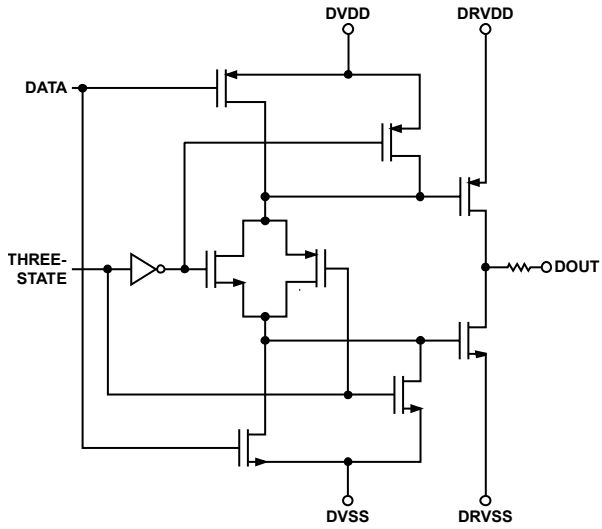 DVDD
DRVDD
DATA
THREE-
STATE
DOUT
DVSS
DRVSS